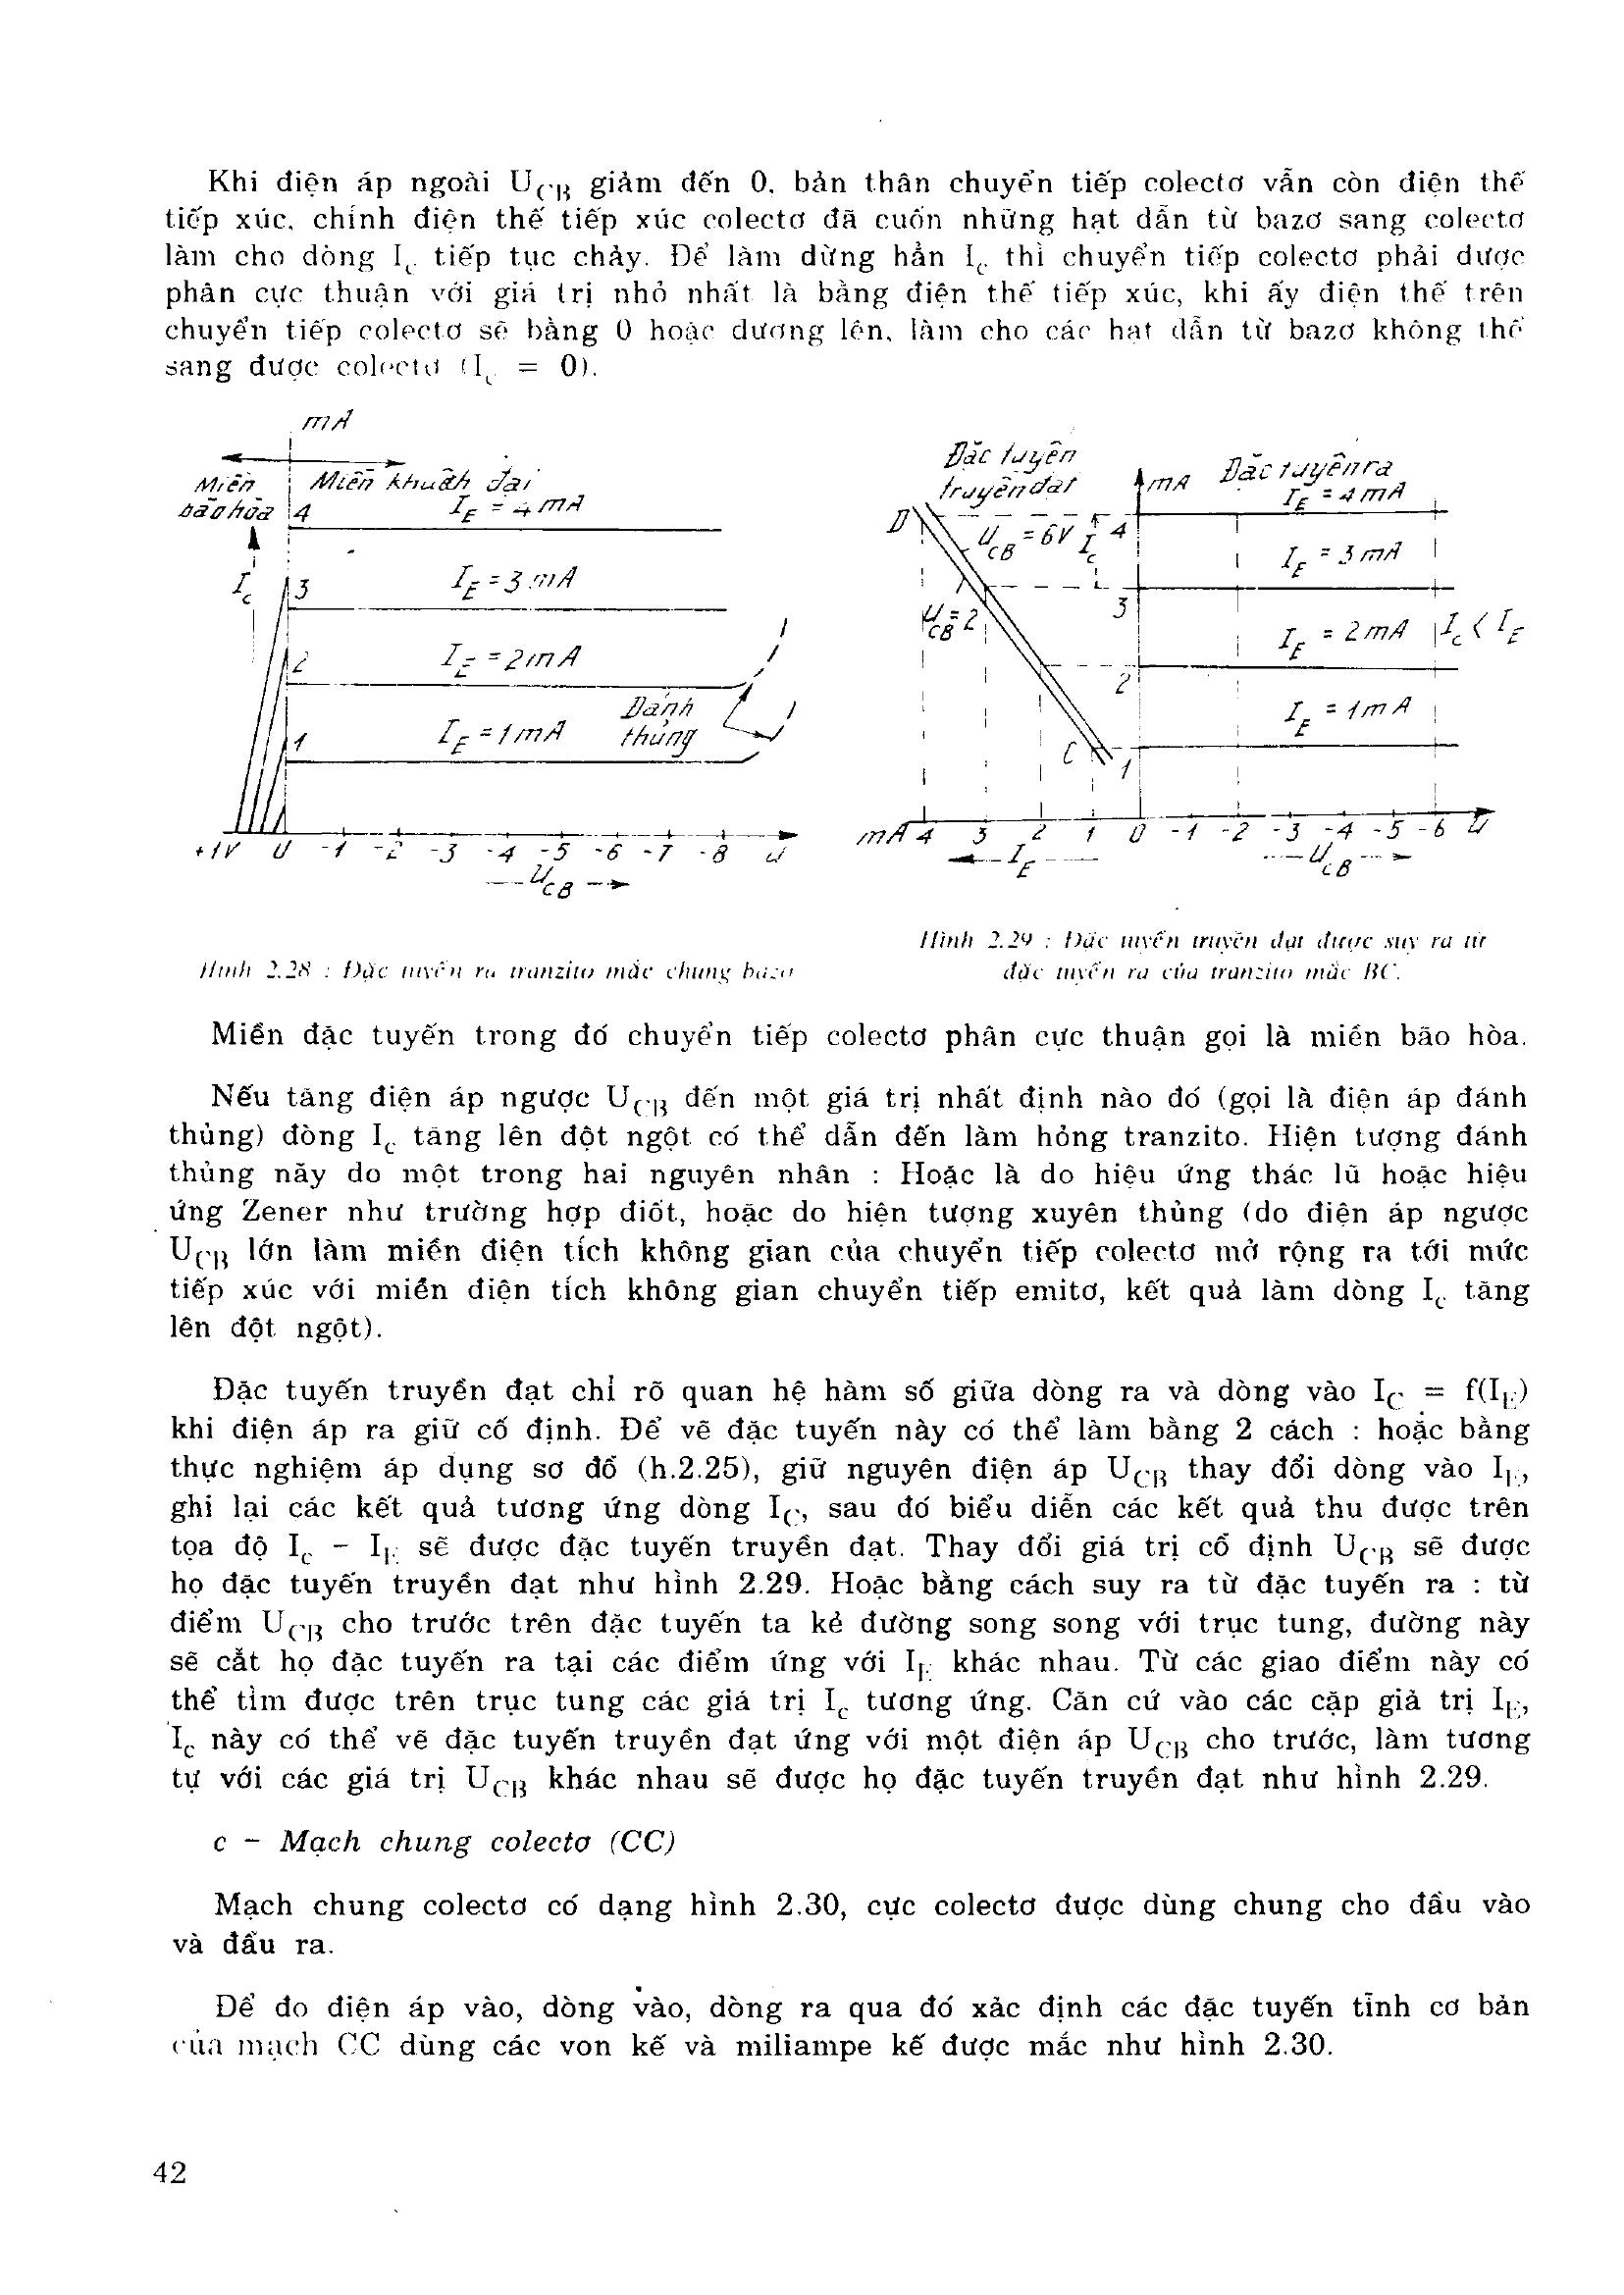 Khi điện áp ngoài U_CB giảm đến 0, bản thân chuyển tiếp colectơ vẫn còn điện thế
tiếp xúc, chính điện thế tiếp xúc colectơ đã cuốn những hạt dẫn từ bazơ sang colectơ
làm cho dòng I_c tiếp tục chảy. Để làm dừng hẳn I_c thì chuyển tiếp colectơ phải được
phân cực thuận với giá trị nhỏ nhất là bằng điện thế tiếp xúc, khi ấy điện thế trên
chuyển tiếp colectơ sẽ bằng 0 hoặc dương lên, làm cho các hạt dẫn từ bazơ không thể
sang được colectơ (I_c = 0).
mA
Miền bão hòa
Miền khuếch đại
I_E = 4mA
4
I_c
3
I_E = 3mA
2
I_E = 2mA
Đánh thủng
1
I_E = 1mA
+1V 0 -1 -2 -3 -4 -5 -6 -7 -8 U
U_CB
Hình 2.28 : Đặc tuyến ra tranzito mắc chung bazơ
Đặc tuyến truyền đạt
mA
Đặc tuyến ra
I_E = 4mA
D
U_CB = 6V
I_c
4
I_E = 3mA
U_CB = 2
3
I_E = 2mA
I_c < I_E
2
I_E = 1mA
C
1
mA 4 3 2 1 0 -1 -2 -3 -4 -5 -6 U
I_E
U_CB
Hình 2.29 : Đặc tuyến truyền đạt được suy ra từ
đặc tuyến ra của tranzito mắc BC.
Miền đặc tuyến trong đó chuyển tiếp colectơ phân cực thuận gọi là miền bão hòa.
Nếu tăng điện áp ngược U_CB đến một giá trị nhất định nào đó (gọi là điện áp đánh
thủng) dòng I_c tăng lên đột ngột có thể dẫn đến làm hỏng tranzito. Hiện tượng đánh
thủng nãy do một trong hai nguyên nhân : Hoặc là do hiệu ứng thác lũ hoặc hiệu
ứng Zener như trường hợp điôt, hoặc do hiện tượng xuyên thủng (do điện áp ngược
U_CB lớn làm miền điện tích không gian của chuyển tiếp colectơ mở rộng ra tới mức
tiếp xúc với miền điện tích không gian chuyển tiếp emitơ, kết quả làm dòng I_c tăng
lên đột ngột).
Đặc tuyến truyền đạt chỉ rõ quan hệ hàm số giữa dòng ra và dòng vào I_C = f(I_E)
khi điện áp ra giữ cố định. Để vẽ đặc tuyến này có thể làm bằng 2 cách : hoặc bằng
thực nghiệm áp dụng sơ đồ (h.2.25), giữ nguyên điện áp U_CB thay đổi dòng vào I_E,
ghi lại các kết quả tương ứng dòng I_C, sau đó biểu diễn các kết quả thu được trên
tọa độ I_c - I_E sẽ được đặc tuyến truyền đạt. Thay đổi giá trị cố định U_CB sẽ được
họ đặc tuyến truyền đạt như hình 2.29. Hoặc bằng cách suy ra từ đặc tuyến ra : từ
điểm U_CB cho trước trên đặc tuyến ta kẻ đường song song với trục tung, đường này
sẽ cắt họ đặc tuyến ra tại các điểm ứng với I_E khác nhau. Từ các giao điểm này có
thể tìm được trên trục tung các giá trị I_c tương ứng. Căn cứ vào các cặp giá trị I_E,
I_c này có thể vẽ đặc tuyến truyền đạt ứng với một điện áp U_CB cho trước, làm tương
tự với các giá trị U_CB khác nhau sẽ được họ đặc tuyến truyền đạt như hình 2.29.
c - Mạch chung colectơ (CC)
Mạch chung colectơ có dạng hình 2.30, cực colectơ được dùng chung cho đầu vào
và đầu ra.
Để đo điện áp vào, dòng vào, dòng ra qua đó xác định các đặc tuyến tĩnh cơ bản
của mạch CC dùng các von kế và miliampe kế được mắc như hình 2.30.
42